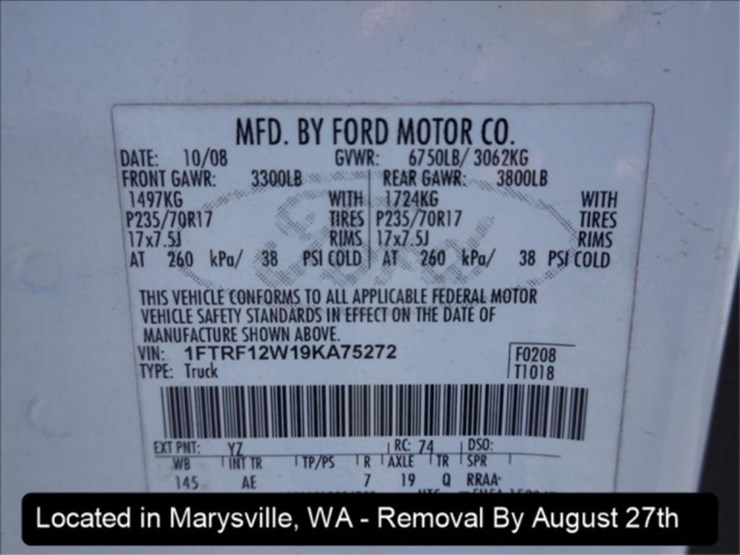 MFD. BY FORD MOTOR CO.
DATE: 10/08 GVWR: 6750LB/ 3062KG
FRONT GAWR: 3300LB REAR GAWR: 3800LB
1497KG WITH 1724KG WITH
P235/70R17 TIRES P235/70R17 TIRES
17x7.5J RIMS 17x7.5J RIMS
AT 260 kPa/ 38 PSI COLD AT 260 kPa/ 38 PSI COLD
THIS VEHICLE CONFORMS TO ALL APPLICABLE FEDERAL MOTOR
VEHICLE SAFETY STANDARDS IN EFFECT ON THE DATE OF
MANUFACTURE SHOWN ABOVE.
VIN: 1FTRF12W19KA75272 F0208
TYPE: Truck T1018
EXT PNT: YZ RC: 74 DSO:
WB INT TR TP/PS R AXLE TR SPR
145 AE 7 19 Q RRAA
Located in Marysville, WA - Removal By August 27th